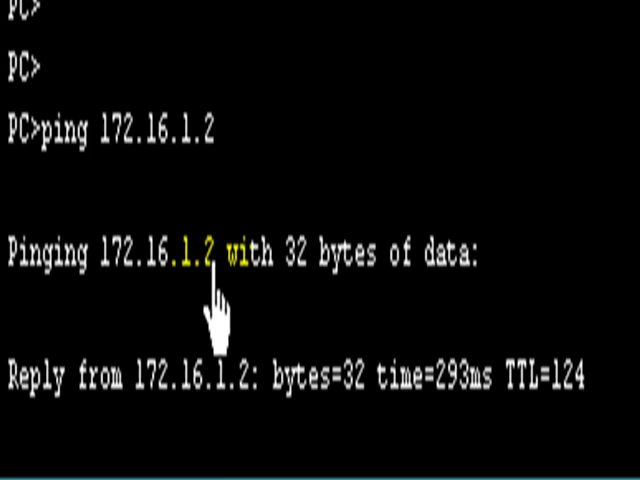 PC>
PC>
PC>ping 172.16.1.2
Pinging 172.16.1.2 with 32 bytes of data:
Reply from 172.16.1.2: bytes=32 time=293ms TTL=124